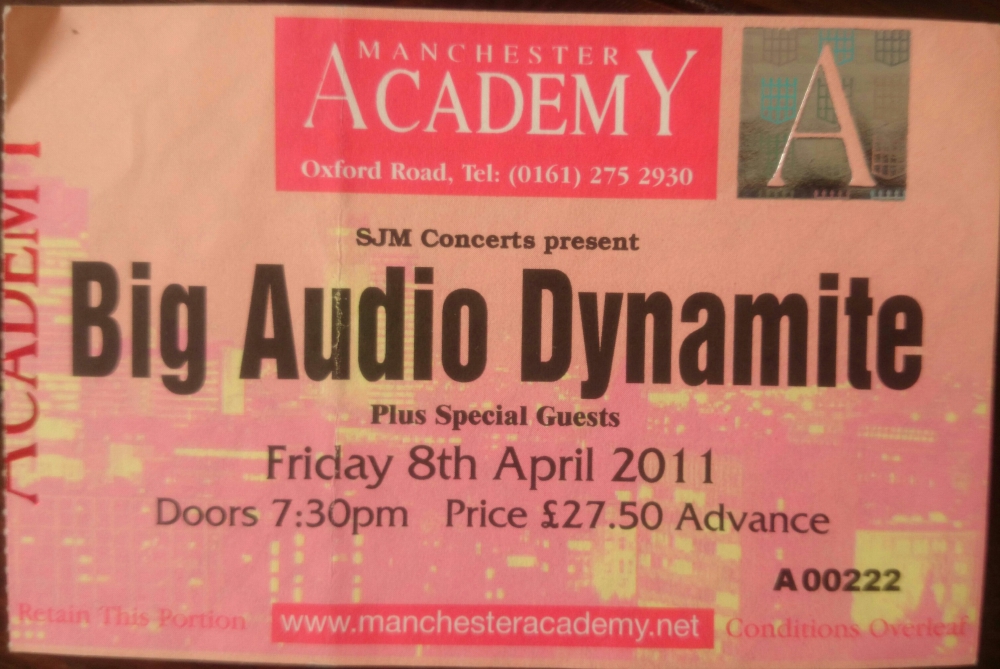 MANCHESTER
ACADEMY
Oxford Road, Tel: (0161) 275 2930
A
ACADEMY
SJM Concerts present
Big Audio Dynamite
Plus Special Guests
Friday 8th April 2011
Doors 7:30pm Price £27.50 Advance
A 00222
Retain This Portion
www.manchesteracademy.net
Conditions Overleaf